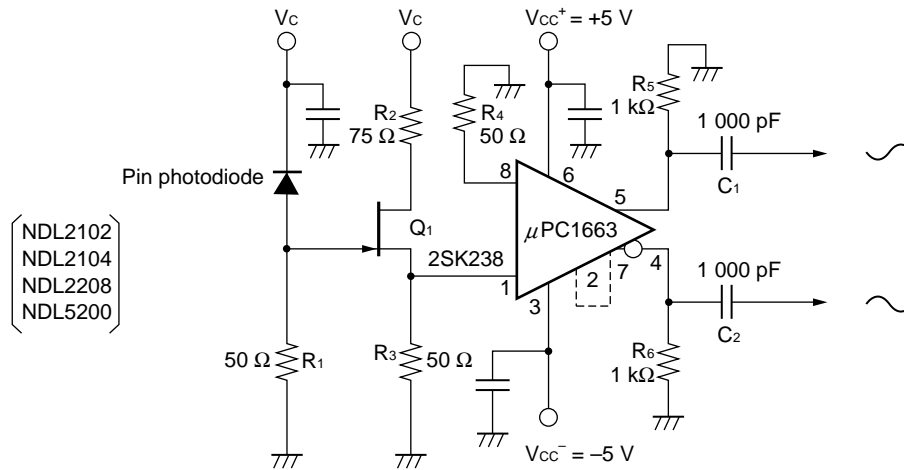 VC
VC
VCC+ = +5 V
R2
75 Ω
R4
50 Ω
R5
1 kΩ
1 000 pF
C1
Pin photodiode
8
6
5
NDL2102
NDL2104
NDL2208
NDL5200
Q1
2SK238
μPC1663
1
3
2
7
4
1 000 pF
C2
50 Ω
R1
R3
50 Ω
R6
1 kΩ
VCC− = –5 V